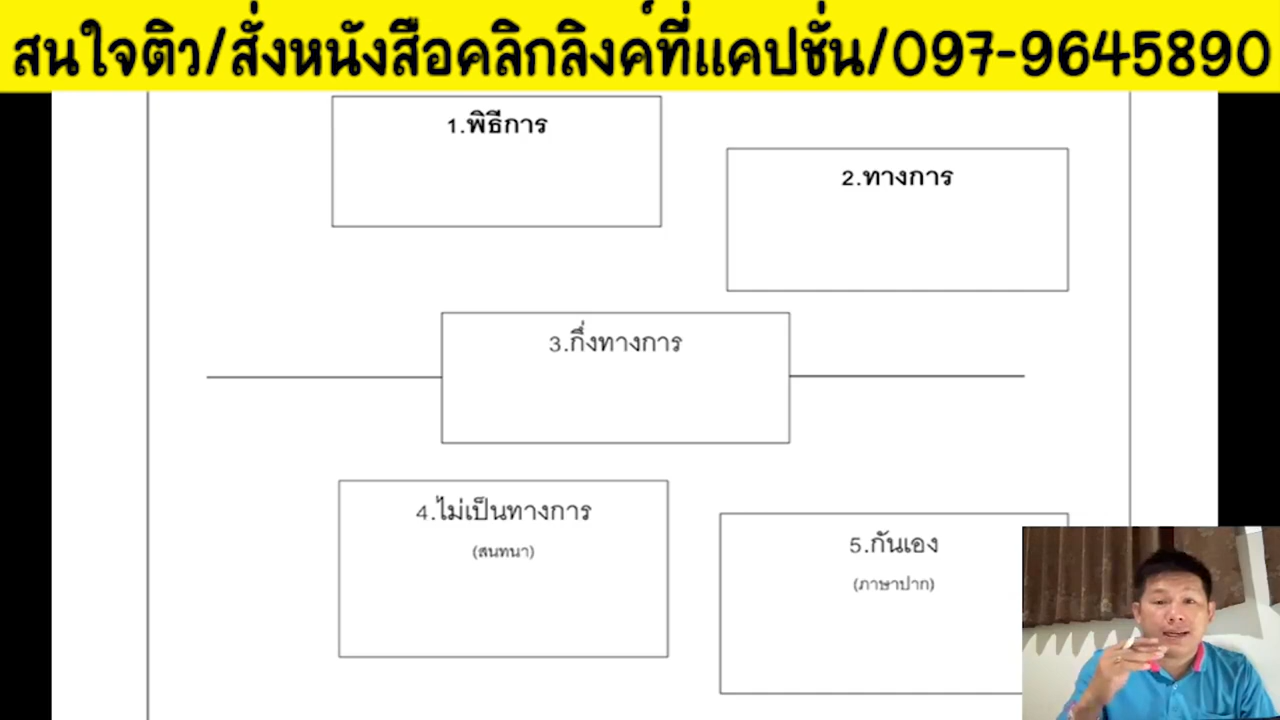 สนใจติว/สั่งหนังสือคลิกลิงค์ที่แคปชั่น/097-9645890
1.พิธีการ
2.ทางการ
3.กึ่งทางการ
4.ไม่เป็นทางการ
(สนทนา)
5.กันเอง
(ภาษาปาก)